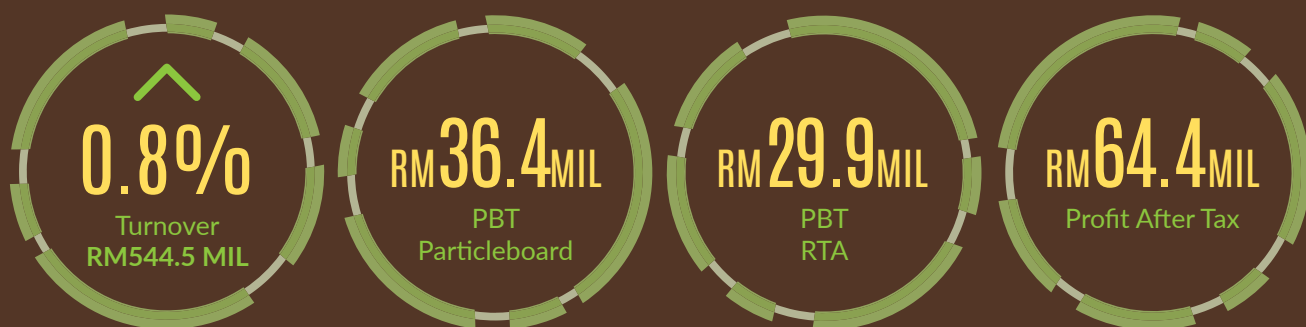 0.8%
Turnover
RM544.5 MIL
RM36.4MIL
PBT
Particleboard
RM29.9MIL
PBT
RTA
RM64.4MIL
Profit After Tax